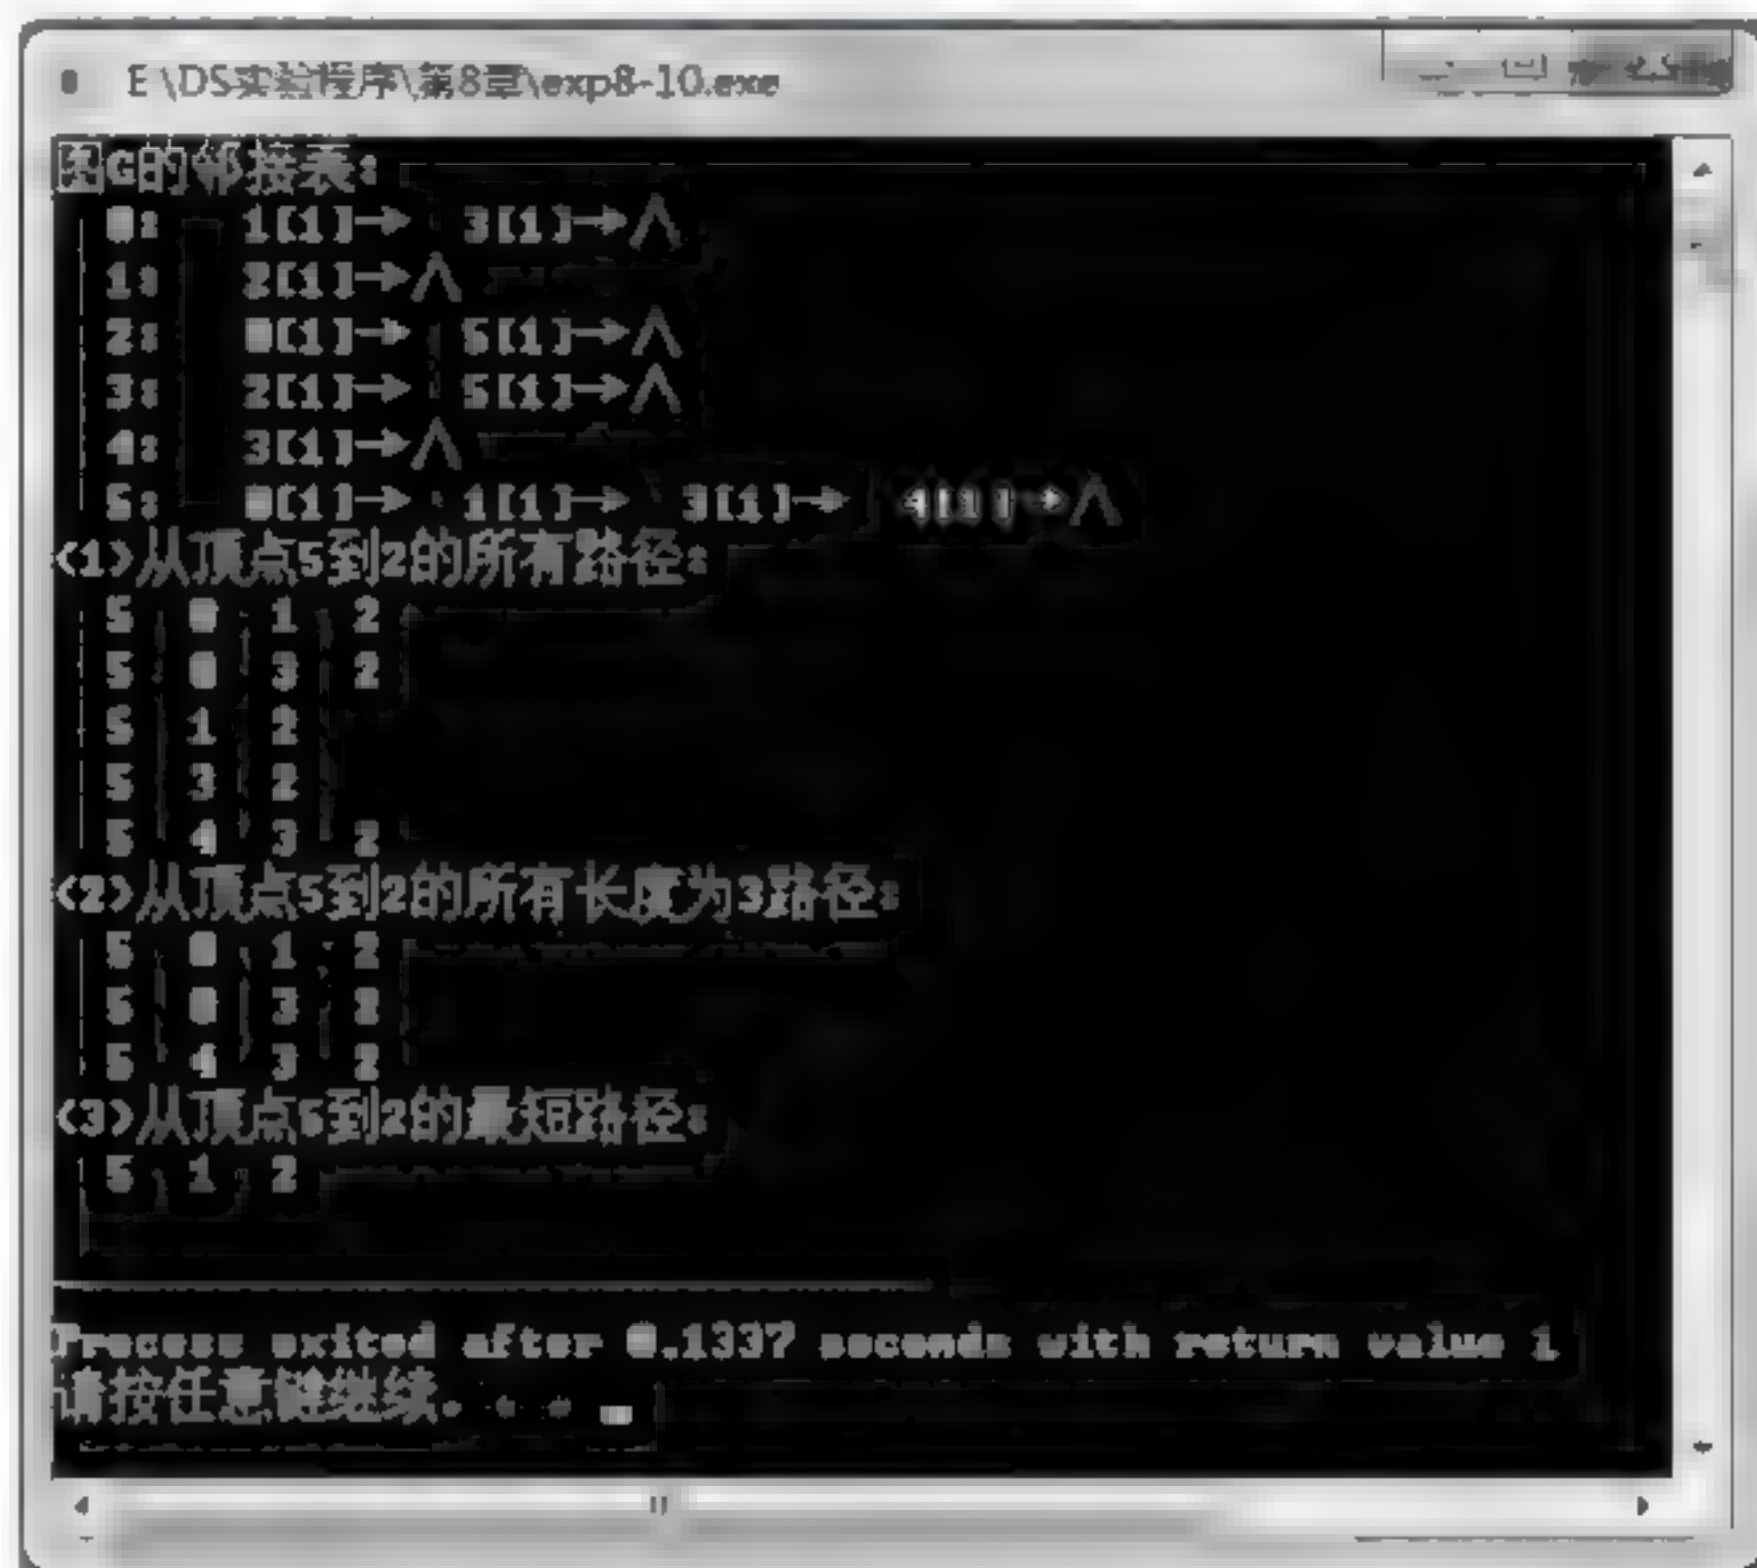 E:\DS实验程序\第8章\exp8-10.exe
图G的邻接表:
0: 1[1]→ 3[1]→∧
1: 2[1]→∧
2: 0[1]→ 5[1]→∧
3: 2[1]→ 5[1]→∧
4: 3[1]→∧
5: 0[1]→ 1[1]→ 3[1]→ 4[1]→∧
(1)从顶点5到2的所有路径:
5 0 1 2
5 0 3 2
5 1 2
5 3 2
5 4 3 2
(2)从顶点5到2的所有长度为3路径:
5 0 1 2
5 0 3 2
5 4 3 2
(3)从顶点5到2的最短路径:
5 1 2
Process exited after 0.1337 seconds with return value 1
请按任意键继续. . .